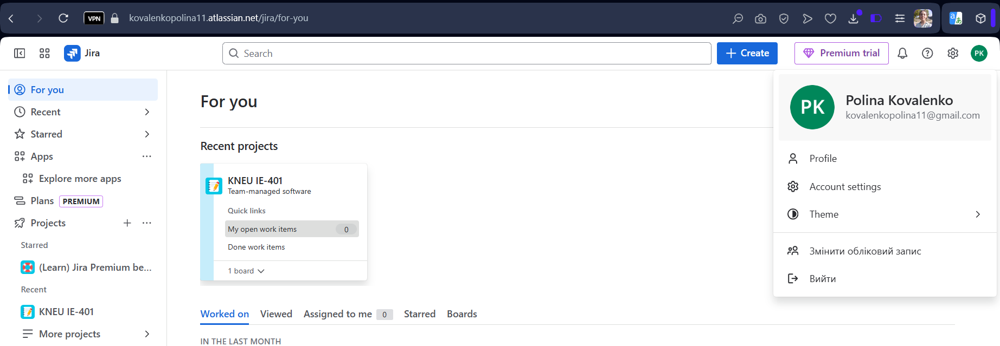 VPN
kovalenkopolina11.atlassian.net/jira/for-you
Jira
Search
Create
Premium trial
PK
For you
Recent
Starred
Apps
Explore more apps
Plans PREMIUM
Projects
Starred
(Learn) Jira Premium be...
Recent
KNEU IE-401
More projects
For you
Recent projects
KNEU IE-401
Team-managed software
Quick links
My open work items 0
Done work items
1 board
Worked on Viewed Assigned to me 0 Starred Boards
IN THE LAST MONTH
PK
Polina Kovalenko
kovalenkopolina11@gmail.com
Profile
Account settings
Theme
Змінити обліковий запис
Вийти